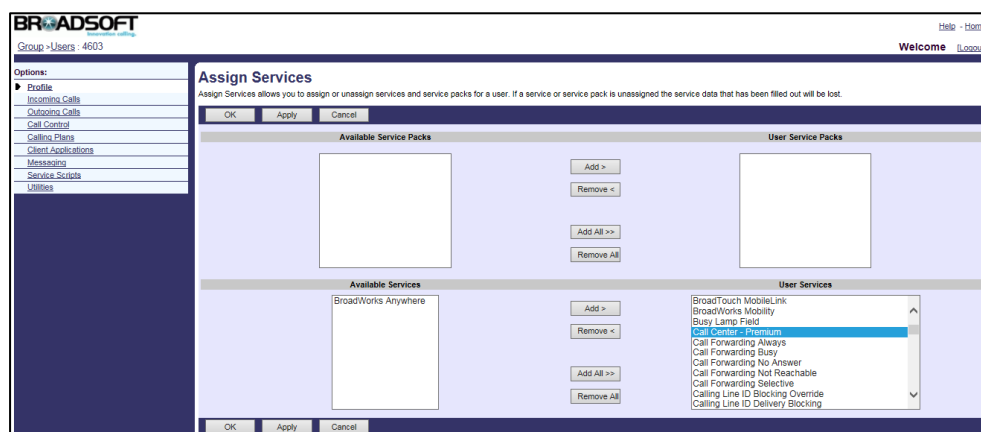 BROADSOFT
Innovative calling.
Help - Hom
Group >Users : 4603
Welcome [Logou
Options:
Profile
Incoming Calls
Outgoing Calls
Call Control
Calling Plans
Client Applications
Messaging
Service Scripts
Utilities
Assign Services
Assign Services allows you to assign or unassign services and service packs for a user. If a service or service pack is unassigned the service data that has been filled out will be lost.
OK Apply Cancel
Available Service Packs User Service Packs
Add >
Remove <
Add All >>
Remove All
Available Services User Services
BroadWorks Anywhere
Add >
Remove <
Add All >>
Remove All
BroadTouch MobileLink
BroadWorks Mobility
Busy Lamp Field
Call Center - Premium
Call Forwarding Always
Call Forwarding Busy
Call Forwarding No Answer
Call Forwarding Not Reachable
Call Forwarding Selective
Calling Line ID Blocking Override
Calling Line ID Delivery Blocking
OK Apply Cancel